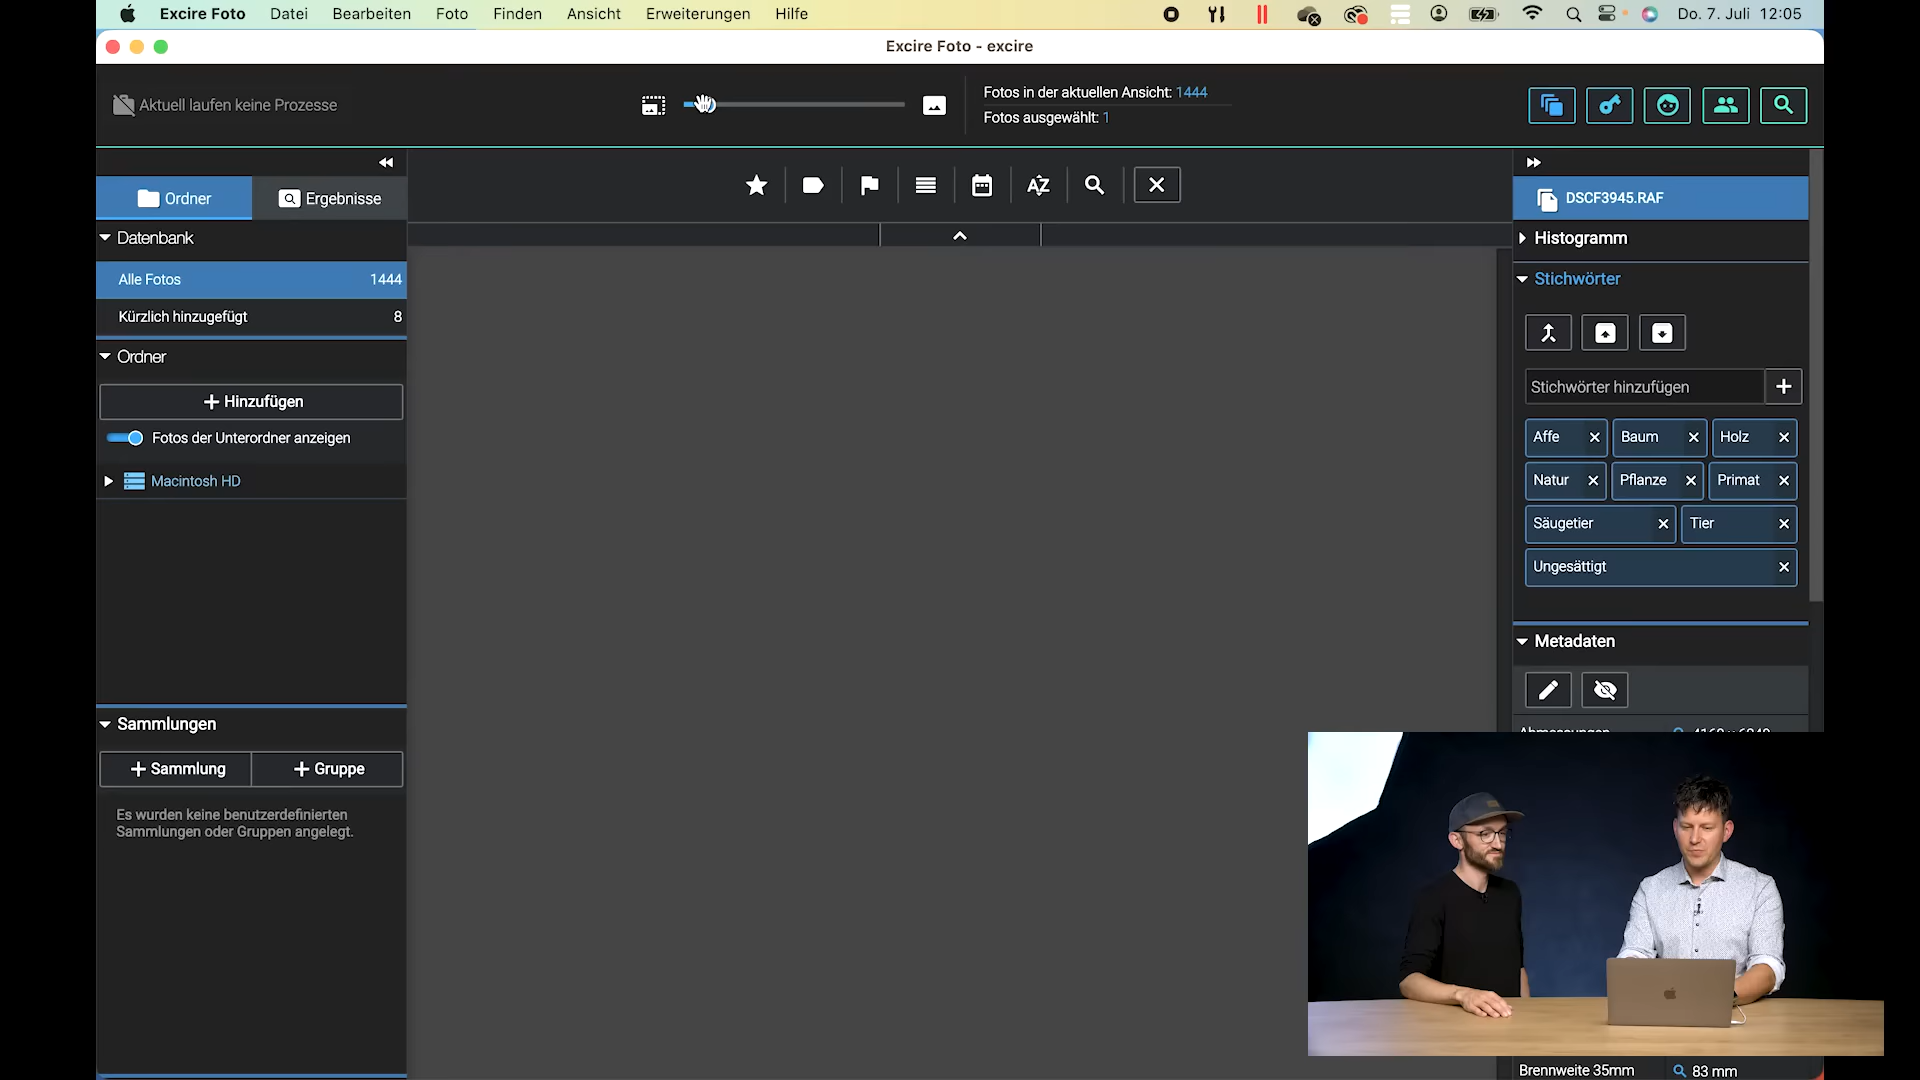 Excire Foto Datei Bearbeiten Foto Finden Ansicht Erweiterungen Hilfe Do. 7. Juli 12:05
Excire Foto - excire
Aktuell laufen keine Prozesse
Fotos in der aktuellen Ansicht: 1444
Fotos ausgewählt: 1
Ordner Ergebnisse
Datenbank
Alle Fotos 1444
Kürzlich hinzugefügt 8
Ordner
+ Hinzufügen
Fotos der Unterordner anzeigen
Macintosh HD
Sammlungen
+ Sammlung + Gruppe
Es wurden keine benutzerdefinierten
Sammlungen oder Gruppen angelegt.
DSCF3945.RAF
Histogramm
Stichwörter
Stichwörter hinzufügen
Affe Baum Holz
Natur Pflanze Primat
Säugetier Tier
Ungesättigt
Metadaten
Brennweite 35mm 83 mm